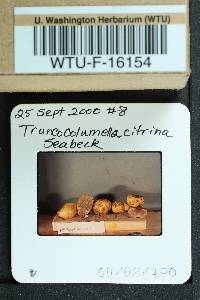 U. Washington Herbarium (WTU)
WTU-F-16154
25 Sept 2000 #8
Truncocolumella citrina
Seabeck